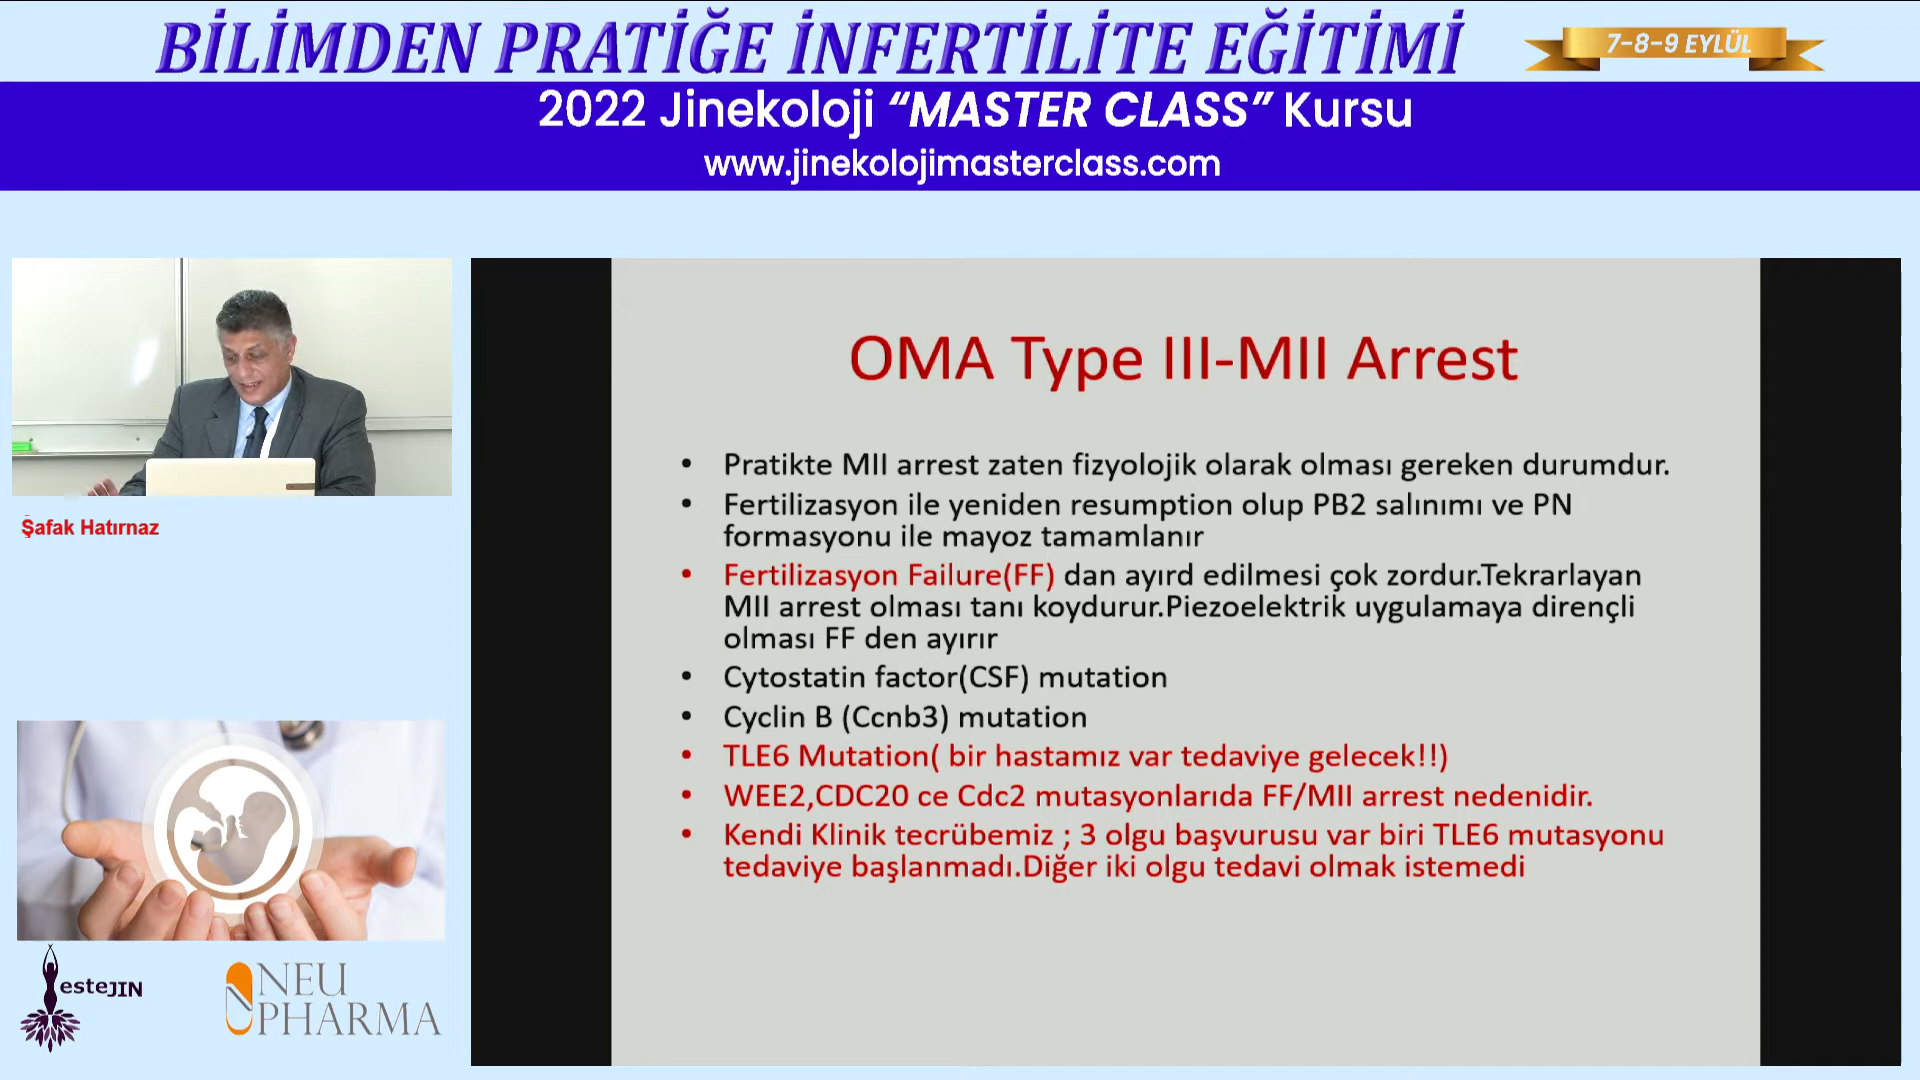 BİLİMDEN PRATİĞE İNFERTİLİTE EĞİTİMİ
7-8-9 EYLÜL
2022 Jinekoloji “MASTER CLASS” Kursu
www.jinekolojimasterclass.com
Şafak Hatırnaz
OMA Type III-MII Arrest
• Pratikte MII arrest zaten fizyolojik olarak olması gereken durumdur.
• Fertilizasyon ile yeniden resumption olup PB2 salınımı ve PN
formasyonu ile mayoz tamamlanır
• Fertilizasyon Failure(FF) dan ayırd edilmesi çok zordur.Tekrarlayan
MII arrest olması tanı koydurur.Piezoelektrik uygulamaya dirençli
olması FF den ayırır
• Cytostatin factor(CSF) mutation
• Cyclin B (Ccnb3) mutation
• TLE6 Mutation( bir hastamız var tedaviye gelecek!!)
• WEE2,CDC20 ce Cdc2 mutasyonlarıda FF/MII arrest nedenidir.
• Kendi Klinik tecrübemiz ; 3 olgu başvurusu var biri TLE6 mutasyonu
tedaviye başlanmadı.Diğer iki olgu tedavi olmak istemedi
esteJIN
NEU
PHARMA